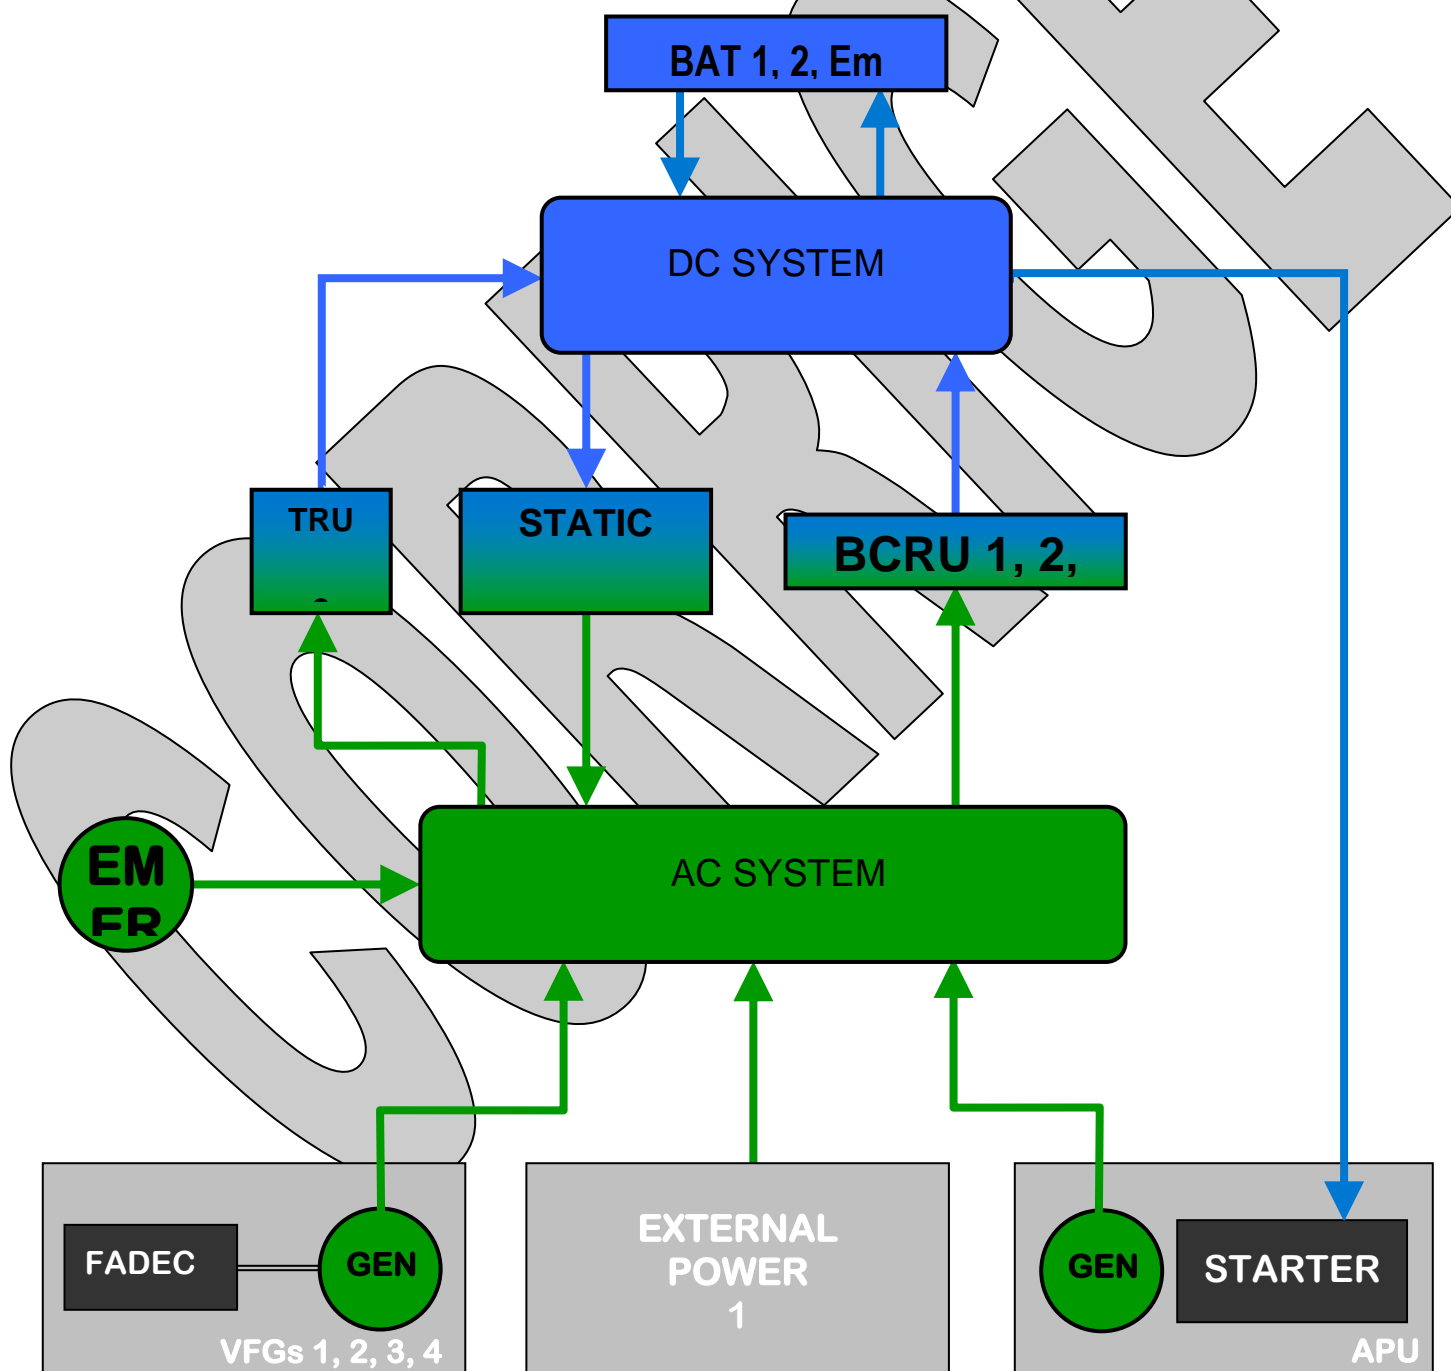 BAT 1, 2, Em
DC SYSTEM
TRU
STATIC
BCRU 1, 2,
EM
ER
AC SYSTEM
FADEC
GEN
VFGs 1, 2, 3, 4
EXTERNAL
POWER
1
GEN
STARTER
APU